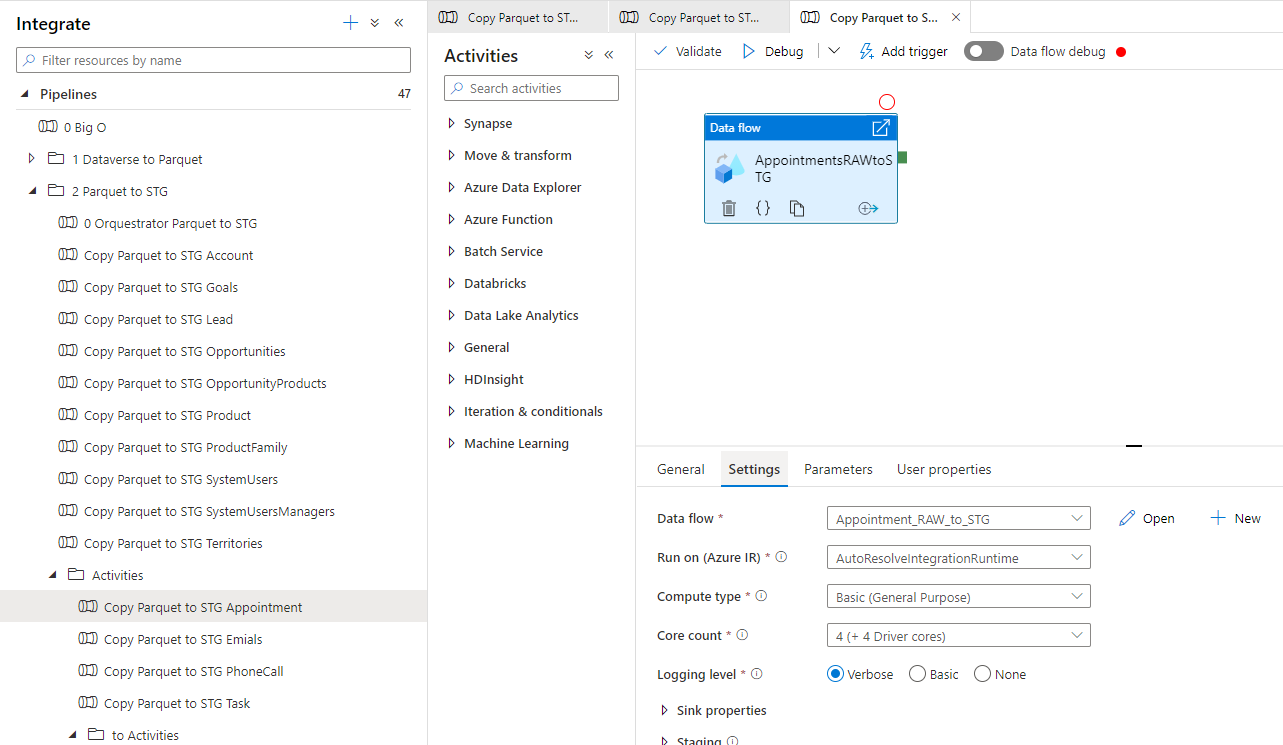 Integrate
Filter resources by name
Pipelines 47
0 Big O
1 Dataverse to Parquet
2 Parquet to STG
0 Orquestrator Parquet to STG
Copy Parquet to STG Account
Copy Parquet to STG Goals
Copy Parquet to STG Lead
Copy Parquet to STG Opportunities
Copy Parquet to STG OpportunityProducts
Copy Parquet to STG Product
Copy Parquet to STG ProductFamily
Copy Parquet to STG SystemUsers
Copy Parquet to STG SystemUsersManagers
Copy Parquet to STG Territories
Activities
Copy Parquet to STG Appointment
Copy Parquet to STG Emials
Copy Parquet to STG PhoneCall
Copy Parquet to STG Task
to Activities
Copy Parquet to ST...
Copy Parquet to ST...
Copy Parquet to S...
Activities
Search activities
Synapse
Move & transform
Azure Data Explorer
Azure Function
Batch Service
Databricks
Data Lake Analytics
General
HDInsight
Iteration & conditionals
Machine Learning
Validate Debug Add trigger Data flow debug
Data flow
AppointmentsRAWtoS
TG
General Settings Parameters User properties
Data flow * Appointment_RAW_to_STG Open New
Run on (Azure IR) * AutoResolveIntegrationRuntime
Compute type * Basic (General Purpose)
Core count * 4 (+ 4 Driver cores)
Logging level * Verbose Basic None
Sink properties
Staging